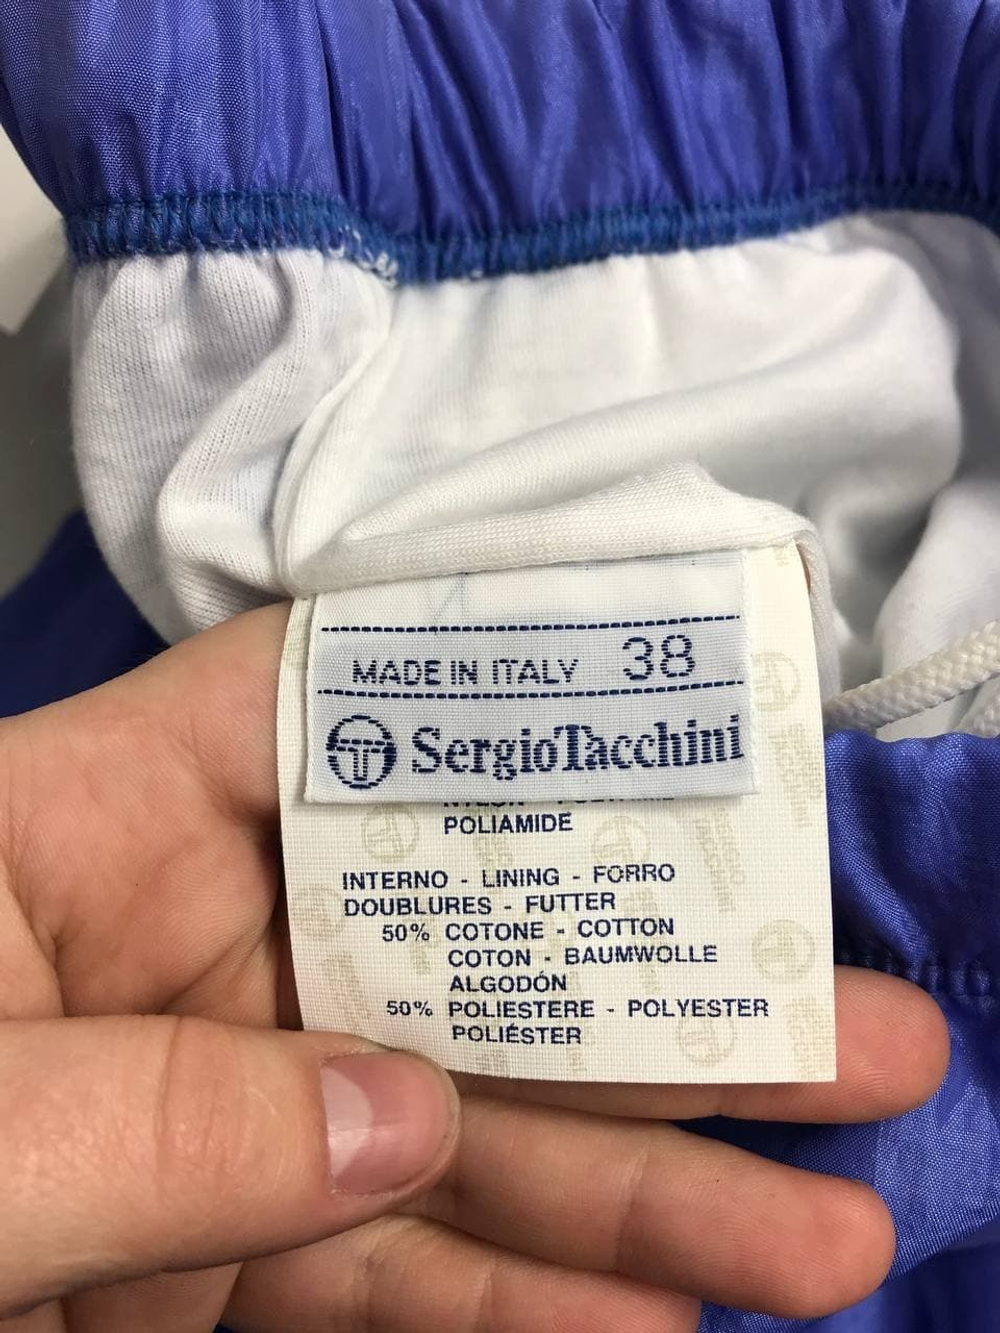 MADE IN ITALY 38
SergioTacchini
POLIAMIDE
INTERNO - LINING - FORRO
DOUBLURES - FUTTER
50% COTONE - COTTON
COTON - BAUMWOLLE
ALGODÓN
50% POLIESTERE - POLYESTER
POLIÉSTER